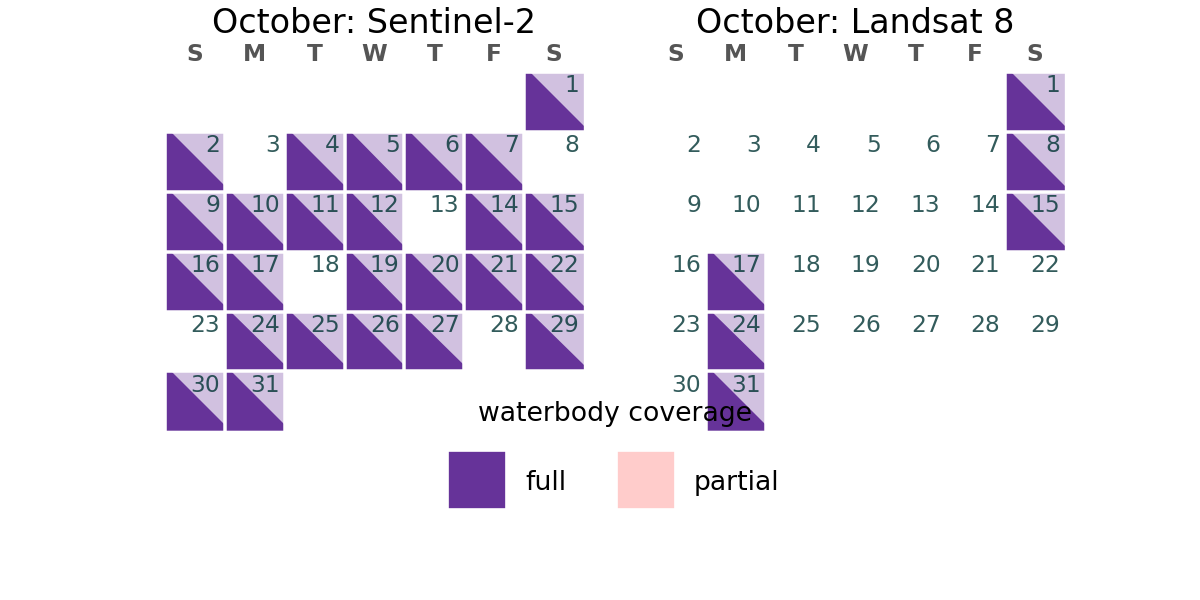 October: Sentinel-2
S M T W T F S
1
2 3 4 5 6 7 8
9 10 11 12 13 14 15
16 17 18 19 20 21 22
23 24 25 26 27 28 29
30 31
October: Landsat 8
S M T W T F S
1
2 3 4 5 6 7 8
9 10 11 12 13 14 15
16 17 18 19 20 21 22
23 24 25 26 27 28 29
30 31
waterbody coverage
full partial